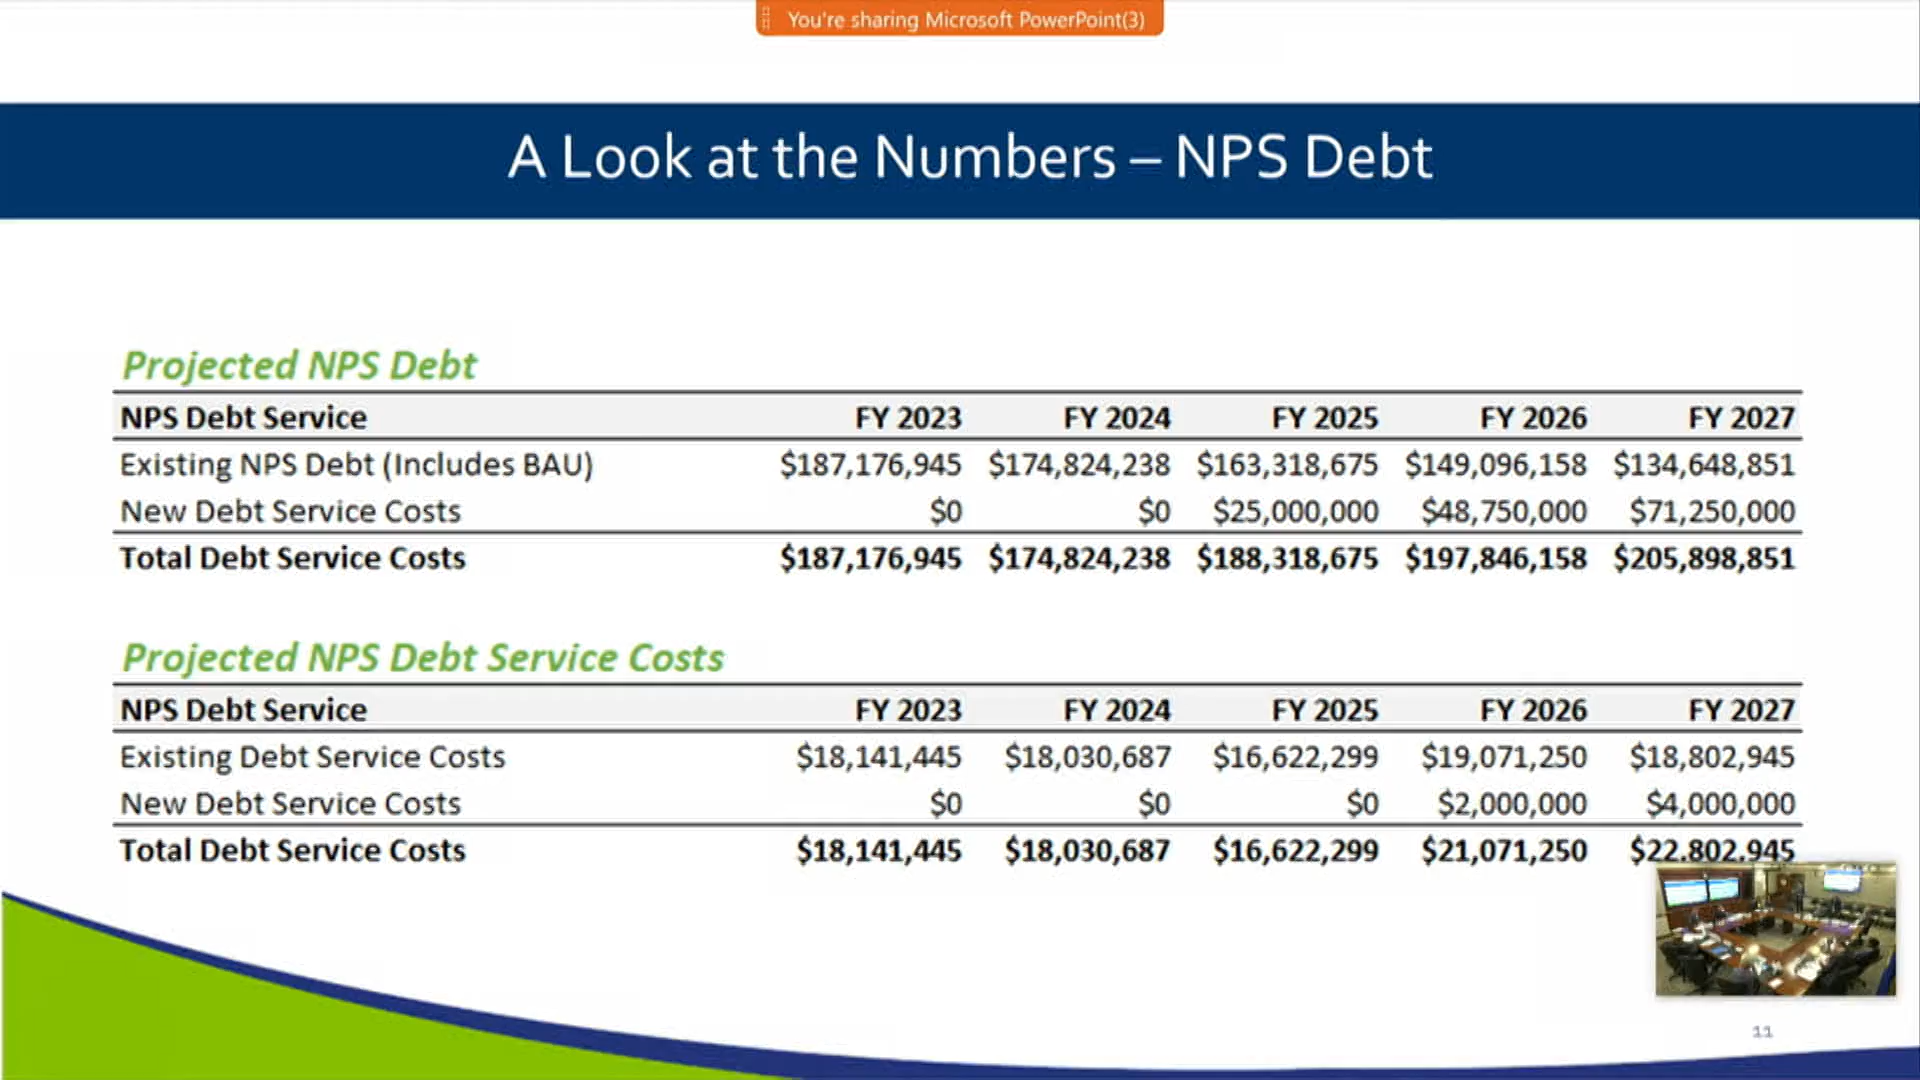 You're sharing Microsoft PowerPoint(3)
A Look at the Numbers – NPS Debt
Projected NPS Debt
NPS Debt Service FY 2023 FY 2024 FY 2025 FY 2026 FY 2027
Existing NPS Debt (Includes BAU) $187,176,945 $174,824,238 $163,318,675 $149,096,158 $134,648,851
New Debt Service Costs $0 $0 $25,000,000 $48,750,000 $71,250,000
Total Debt Service Costs $187,176,945 $174,824,238 $188,318,675 $197,846,158 $205,898,851
Projected NPS Debt Service Costs
NPS Debt Service FY 2023 FY 2024 FY 2025 FY 2026 FY 2027
Existing Debt Service Costs $18,141,445 $18,030,687 $16,622,299 $19,071,250 $18,802,945
New Debt Service Costs $0 $0 $0 $2,000,000 $4,000,000
Total Debt Service Costs $18,141,445 $18,030,687 $16,622,299 $21,071,250 $22,802,945
11